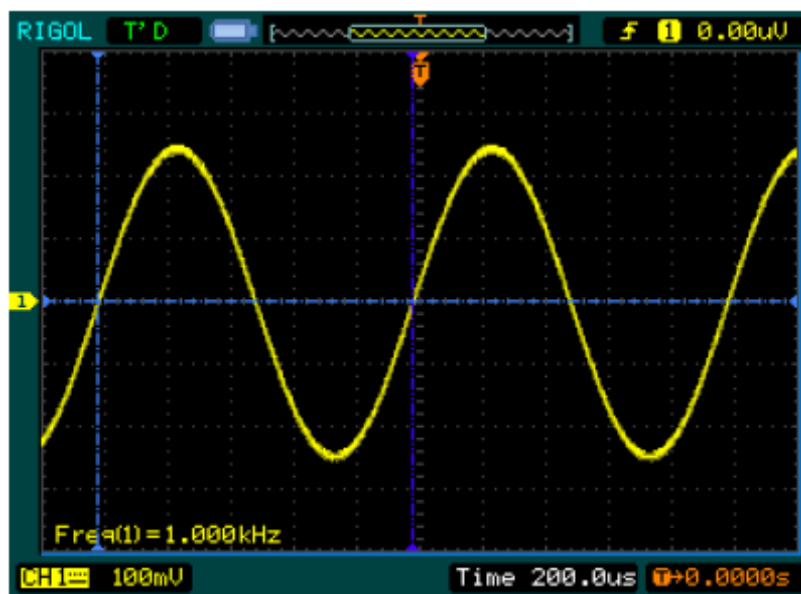 RIGOL T'D T f 1 0.00uV
T
1
Freq(1)=1.000kHz
CH1 100mV Time 200.0us T→0.0000s